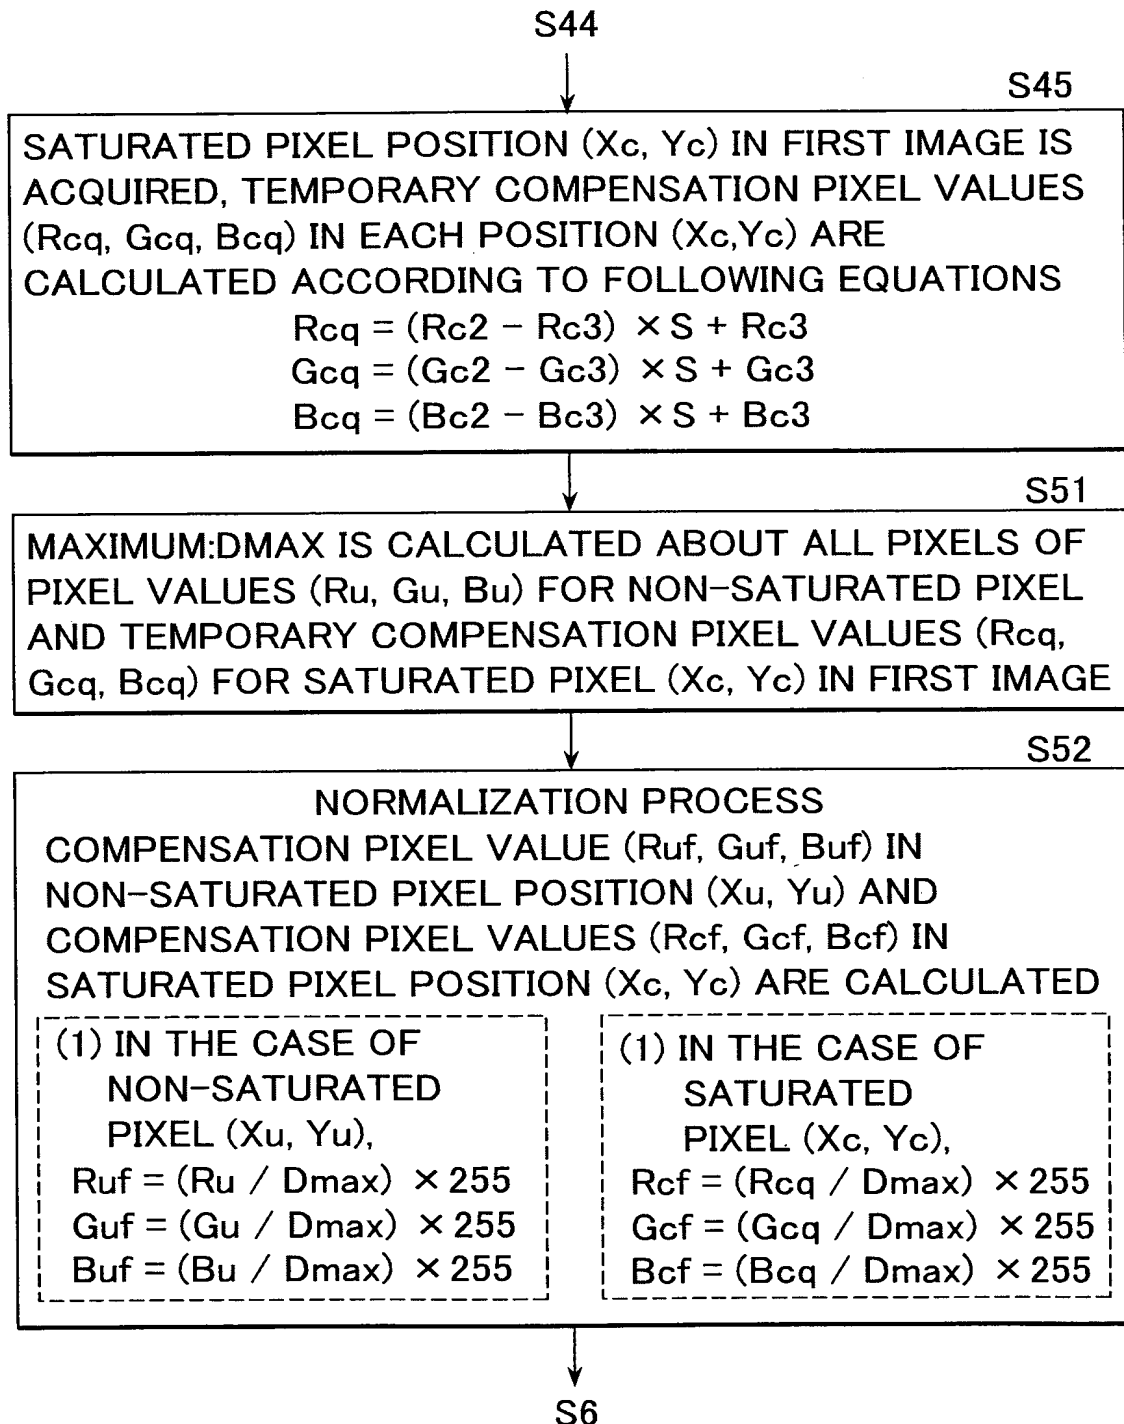 S44
S45
SATURATED PIXEL POSITION (Xc, Yc) IN FIRST IMAGE IS
ACQUIRED, TEMPORARY COMPENSATION PIXEL VALUES
(Rcq, Gcq, Bcq) IN EACH POSITION (Xc,Yc) ARE
CALCULATED ACCORDING TO FOLLOWING EQUATIONS
Rcq = (Rc2 − Rc3) × S + Rc3
Gcq = (Gc2 − Gc3) × S + Gc3
Bcq = (Bc2 − Bc3) × S + Bc3
S51
MAXIMUM:DMAX IS CALCULATED ABOUT ALL PIXELS OF
PIXEL VALUES (Ru, Gu, Bu) FOR NON−SATURATED PIXEL
AND TEMPORARY COMPENSATION PIXEL VALUES (Rcq,
Gcq, Bcq) FOR SATURATED PIXEL (Xc, Yc) IN FIRST IMAGE
S52
NORMALIZATION PROCESS
COMPENSATION PIXEL VALUE (Ruf, Guf, Buf) IN
NON−SATURATED PIXEL POSITION (Xu, Yu) AND
COMPENSATION PIXEL VALUES (Rcf, Gcf, Bcf) IN
SATURATED PIXEL POSITION (Xc, Yc) ARE CALCULATED
(1) IN THE CASE OF
NON−SATURATED
PIXEL (Xu, Yu),
Ruf = (Ru / Dmax) × 255
Guf = (Gu / Dmax) × 255
Buf = (Bu / Dmax) × 255
(1) IN THE CASE OF
SATURATED
PIXEL (Xc, Yc),
Rcf = (Rcq / Dmax) × 255
Gcf = (Gcq / Dmax) × 255
Bcf = (Bcq / Dmax) × 255
S6